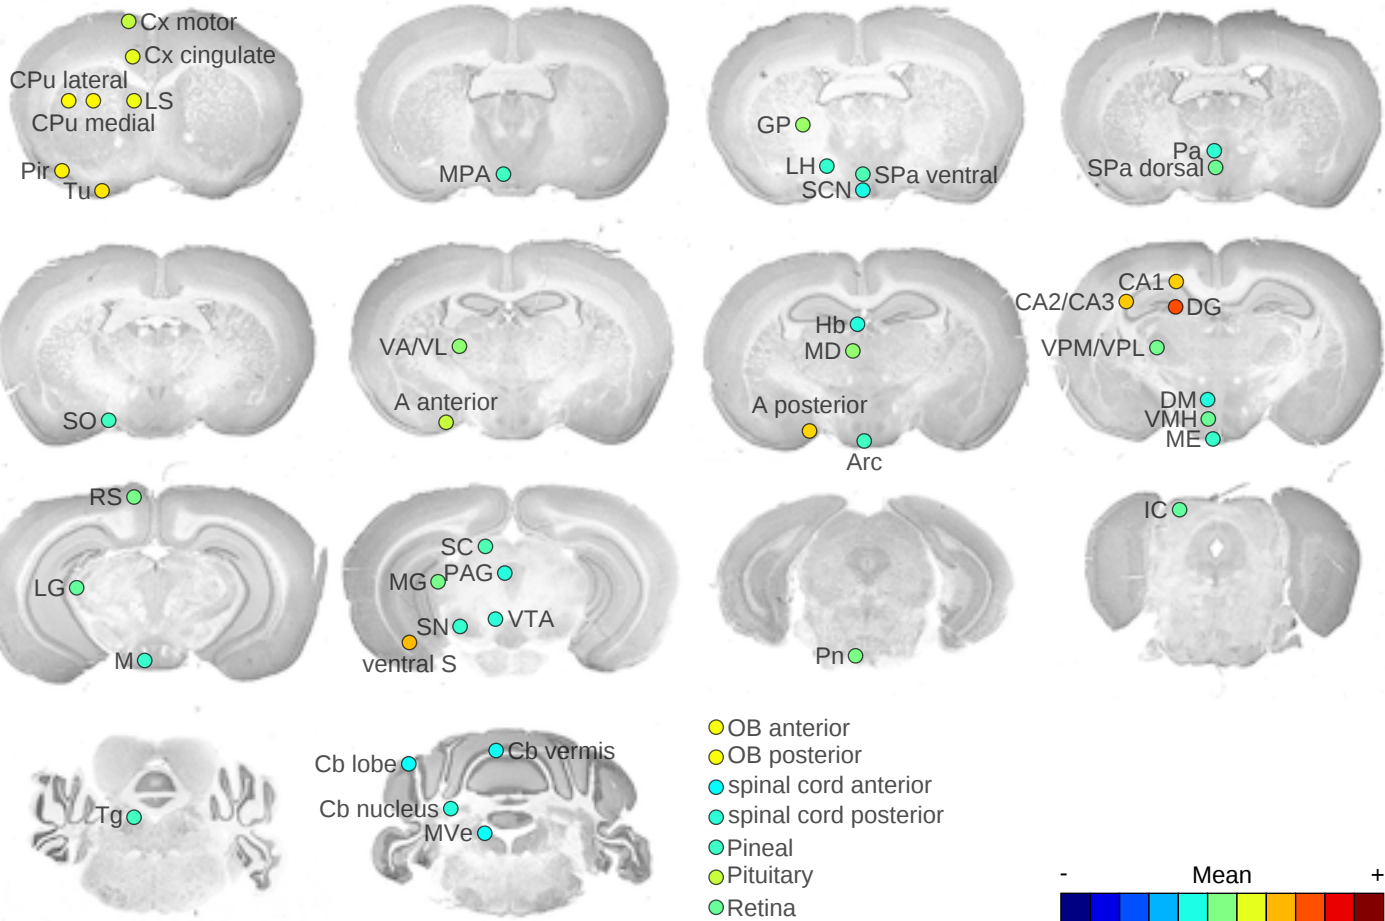 Cx motor
Cx cingulate
CPu lateral
LS
CPu medial
Pir
Tu
MPA
GP
LH
SPa ventral
SCN
Pa
SPa dorsal
SO
VA/VL
A anterior
Hb
MD
A posterior
Arc
CA1
CA2/CA3
DG
VPM/VPL
DM
VMH
ME
RS
LG
M
SC
MG
PAG
SN
VTA
ventral S
Pn
IC
Tg
Cb lobe
Cb vermis
Cb nucleus
MVe
OB anterior
OB posterior
spinal cord anterior
spinal cord posterior
Pineal
Pituitary
Retina
- Mean +